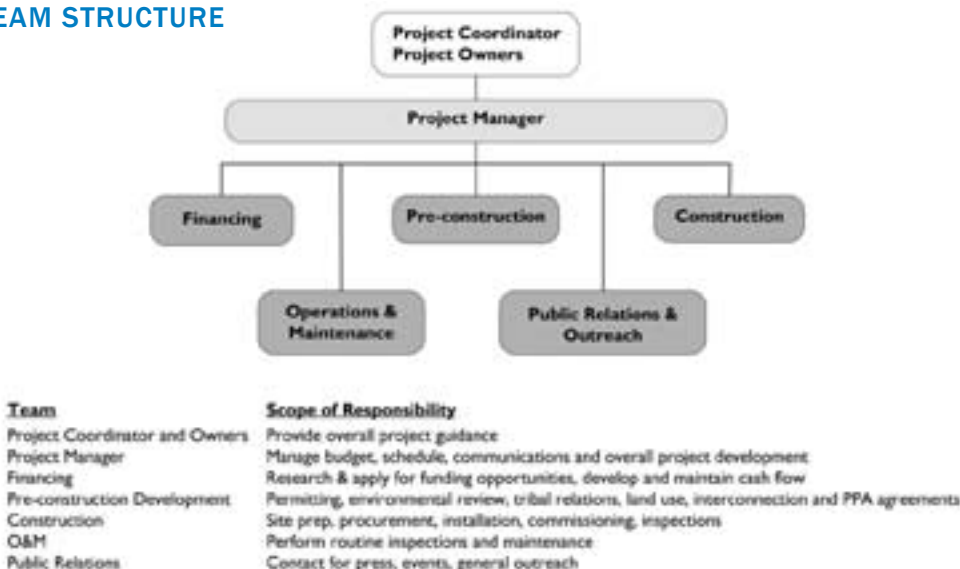 EAM STRUCTURE
Project Coordinator
Project Owners
Project Manager
Financing
Pre-construction
Construction
Operations &
Maintenance
Public Relations &
Outreach
Team Scope of Responsibility
Project Coordinator and Owners Provide overall project guidance
Project Manager Manage budget, schedule, communications and overall project development
Financing Research & apply for funding opportunities, develop and maintain cash flow
Pre-construction Development Permitting, environmental review, tribal relations, land use, interconnection and PPA agreements
Construction Site prep, procurement, installation, commissioning, inspections
O&M Perform routine inspections and maintenance
Public Relations Contact for press, events, general outreach